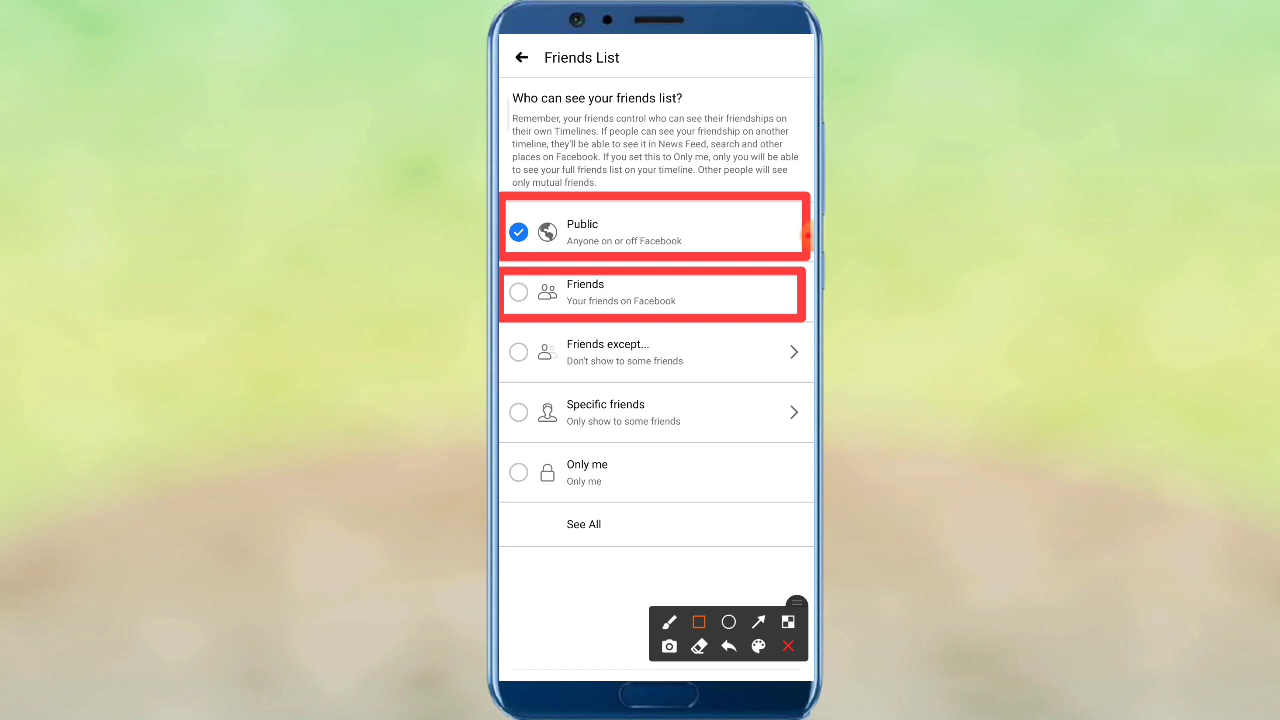 Friends List
Who can see your friends list?
Remember, your friends control who can see their friendships on
their own Timelines. If people can see your friendship on another
timeline, they'll be able to see it in News Feed, search and other
places on Facebook. If you set this to Only me, only you will be able
to see your full friends list on your timeline. Other people will see
only mutual friends.
Public
Anyone on or off Facebook
Friends
Your friends on Facebook
Friends except...
Don't show to some friends
Specific friends
Only show to some friends
Only me
Only me
See All